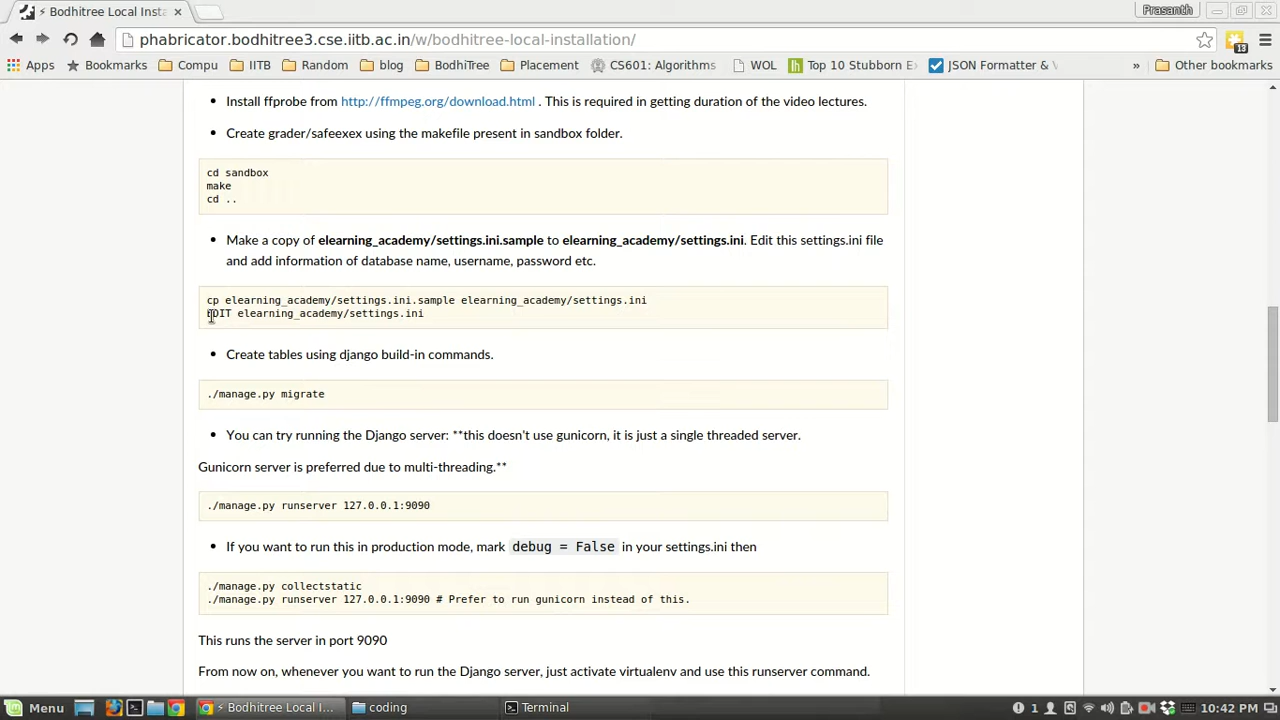 ⚡ Bodhitree Local Insta
Prasanth
phabricator.bodhitree3.cse.iitb.ac.in/w/bodhitree-local-installation/
13
Apps Bookmarks Compu IITB Random blog BodhiTree Placement CS601: Algorithms WOL Top 10 Stubborn E JSON Formatter & V » Other bookmarks
• Install ffprobe from http://ffmpeg.org/download.html . This is required in getting duration of the video lectures.
• Create grader/safeexex using the makefile present in sandbox folder.
cd sandbox
make
cd ..
• Make a copy of elearning_academy/settings.ini.sample to elearning_academy/settings.ini. Edit this settings.ini file
and add information of database name, username, password etc.
cp elearning_academy/settings.ini.sample elearning_academy/settings.ini
EDIT elearning_academy/settings.ini
• Create tables using django build-in commands.
./manage.py migrate
• You can try running the Django server: **this doesn't use gunicorn, it is just a single threaded server.
Gunicorn server is preferred due to multi-threading.**
./manage.py runserver 127.0.0.1:9090
• If you want to run this in production mode, mark debug = False in your settings.ini then
./manage.py collectstatic
./manage.py runserver 127.0.0.1:9090 # Prefer to run gunicorn instead of this.
This runs the server in port 9090
From now on, whenever you want to run the Django server, just activate virtualenv and use this runserver command.
Menu ⚡ Bodhitree Local I... coding Terminal 1 10:42 PM